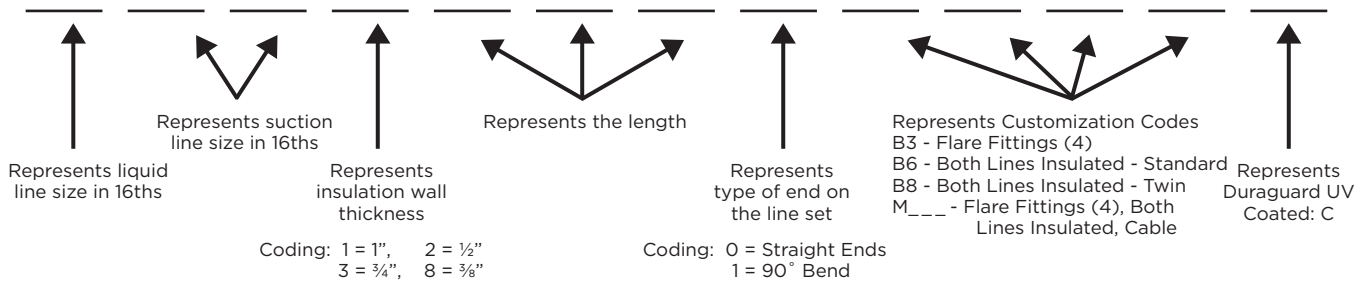 Represents suction
line size in 16ths
Represents the length
Represents Customization Codes
B3 - Flare Fittings (4)
B6 - Both Lines Insulated - Standard
B8 - Both Lines Insulated - Twin
M___ - Flare Fittings (4), Both
Lines Insulated, Cable
Represents liquid
line size in 16ths
Represents
insulation wall
thickness
Coding: 1 = 1”, 2 = ½”
3 = ¾”, 8 = ⅜”
Represents
type of end on
the line set
Coding: 0 = Straight Ends
1 = 90˚ Bend
Represents
Duraguard UV
Coated: C